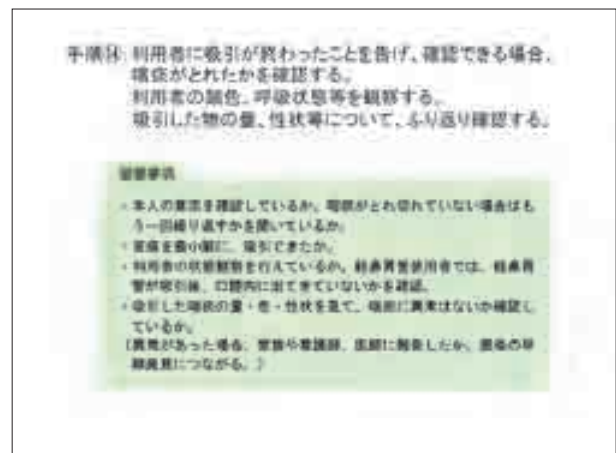 手順⑭:利用者に吸引が終わったことを告げ、確認できる場合、
喀痰がとれたかを確認する。
利用者の顔色、呼吸状態等を観察する。
吸引した物の量、性状等について、ふり返り確認する。
留意事項
・本人の意志を確認しているか。喀痰がとれ切れていない場合はも
う一回繰り返すかを聞いているか。
・苦痛を最小限に、吸引できたか。
・利用者の状態観察を行えているか。経鼻胃管使用者では、経鼻胃
管が吸引後、口腔内に出てきていないかを確認。
・吸引した喀痰の量・色・性状を見て、喀痰に異常はないか確認し
ているか。
(異常があった場合、家族や看護師、医師に報告したか。感染の早
期発見につながる。)